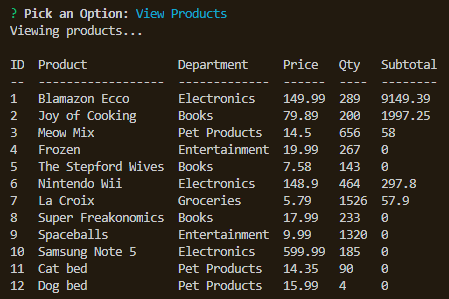 ? Pick an Option: View Products
Viewing products...
ID  Product             Department     Price   Qty   Subtotal
--  ------------------  -------------  ------  ----  --------
1   Blamazon Ecco       Electronics    149.99  289   9149.39
2   Joy of Cooking      Books          79.89   200   1997.25
3   Meow Mix            Pet Products   14.5    656   58
4   Frozen              Entertainment  19.99   267   0
5   The Stepford Wives  Books          7.58    143   0
6   Nintendo Wii        Electronics    148.9   464   297.8
7   La Croix            Groceries      5.79    1526  57.9
8   Super Freakonomics  Books          17.99   233   0
9   Spaceballs          Entertainment  9.99    1320  0
10  Samsung Note 5      Electronics    599.99  185   0
11  Cat bed             Pet Products   14.35   90    0
12  Dog bed             Pet Products   15.99   4     0